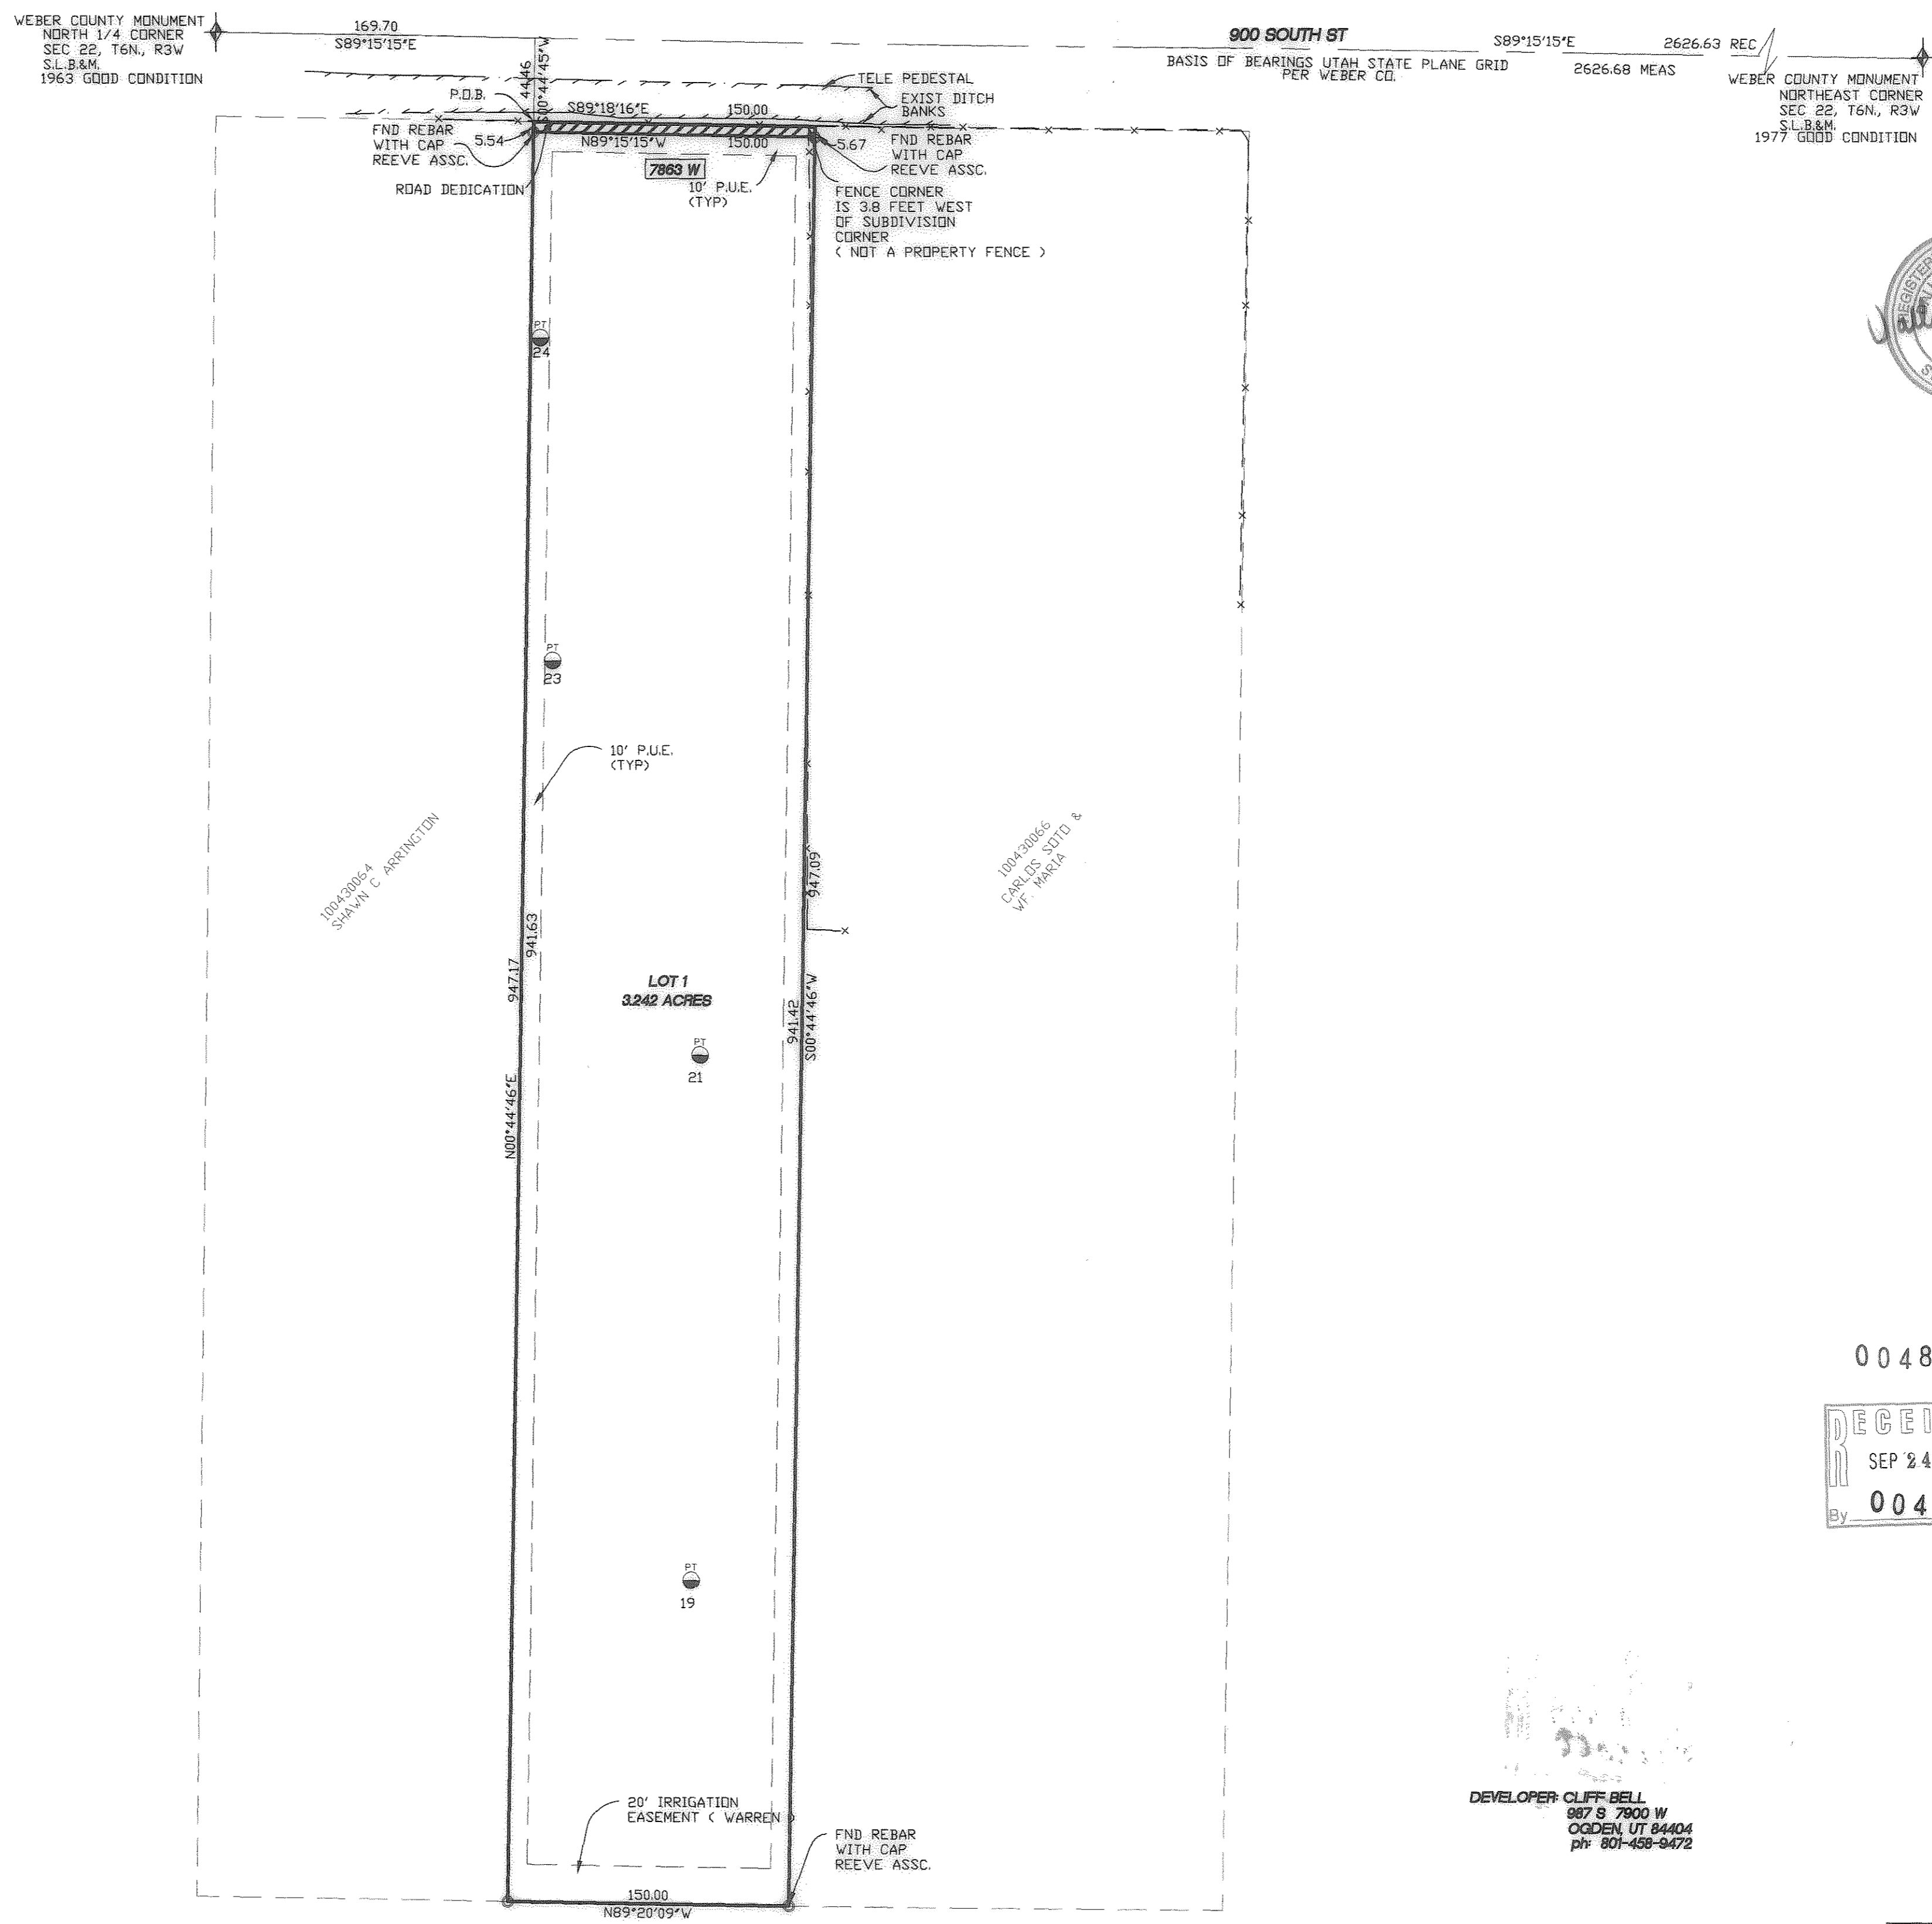 WEBER COUNTY MONUMENT
NORTH 1/4 CORNER
SEC 22, T6N., R3W
S.L.B.&M.
1963 GOOD CONDITION
169.70
S89°15'15"E
900 SOUTH ST
BASIS OF BEARINGS UTAH STATE PLANE GRID
PER WEBER CO.
S89°15'15"E
2626.63 REC
2626.68 MEAS
WEBER COUNTY MONUMENT
NORTHEAST CORNER
SEC 22, T6N., R3W
S.L.B.&M.
1977 GOOD CONDITION
44.46
S00°44'45"W
P.O.B.
TELE PEDESTAL
EXIST DITCH
BANKS
S89°18'16"E
150.00
FND REBAR
WITH CAP
REEVE ASSC.
5.54
N89°15'15"W
150.00
5.67
FND REBAR
WITH CAP
REEVE ASSC.
ROAD DEDICATION
7863 W
10' P.U.E.
(TYP)
FENCE CORNER
IS 3.8 FEET WEST
OF SUBDIVISION
CORNER
( NOT A PROPERTY FENCE )
PT
24
PT
23
10' P.U.E.
(TYP)
100430064
SHAWN C ARRINGTON
100430066
CARLOS SOTO &
WF. MARIA
947.09
941.63
947.17
LOT 1
3.242 ACRES
941.42
S00°44'46"W
PT
21
N00°44'46"E
0048
RECEI
SEP 24
By 004
PT
19
DEVELOPER: CLIFF BELL
987 S 7900 W
OGDEN, UT 84404
ph: 801-458-9472
20' IRRIGATION
EASEMENT ( WARREN )
FND REBAR
WITH CAP
REEVE ASSC.
150.00
N89°20'09"W